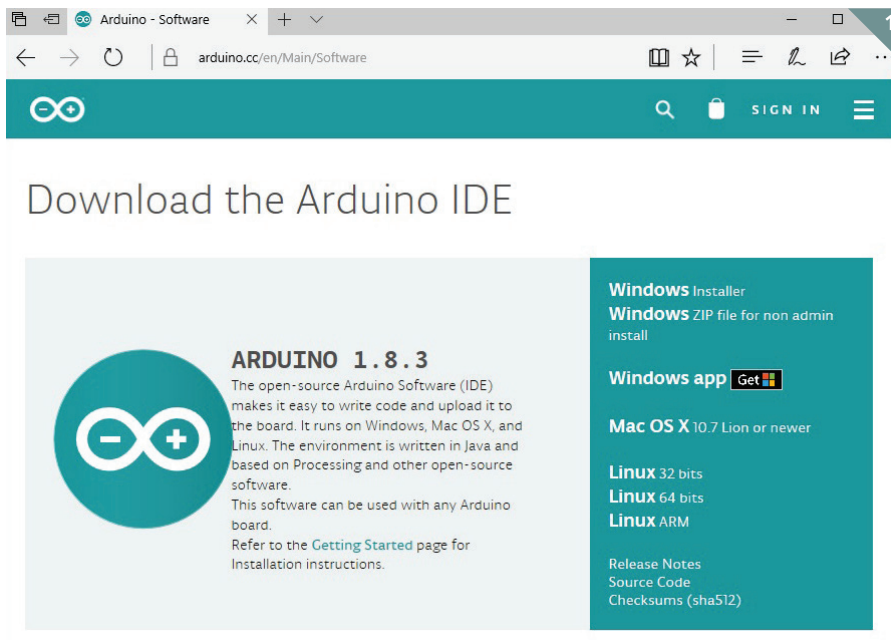 Arduino - Software
arduino.cc/en/Main/Software
SIGN IN
Download the Arduino IDE
ARDUINO 1.8.3
The open-source Arduino Software (IDE)
makes it easy to write code and upload it to
the board. It runs on Windows, Mac OS X, and
Linux. The environment is written in Java and
based on Processing and other open-source
software.
This software can be used with any Arduino
board.
Refer to the Getting Started page for
Installation instructions.
Windows Installer
Windows ZIP file for non admin
install
Windows app Get
Mac OS X 10.7 Lion or newer
Linux 32 bits
Linux 64 bits
Linux ARM
Release Notes
Source Code
Checksums (sha512)